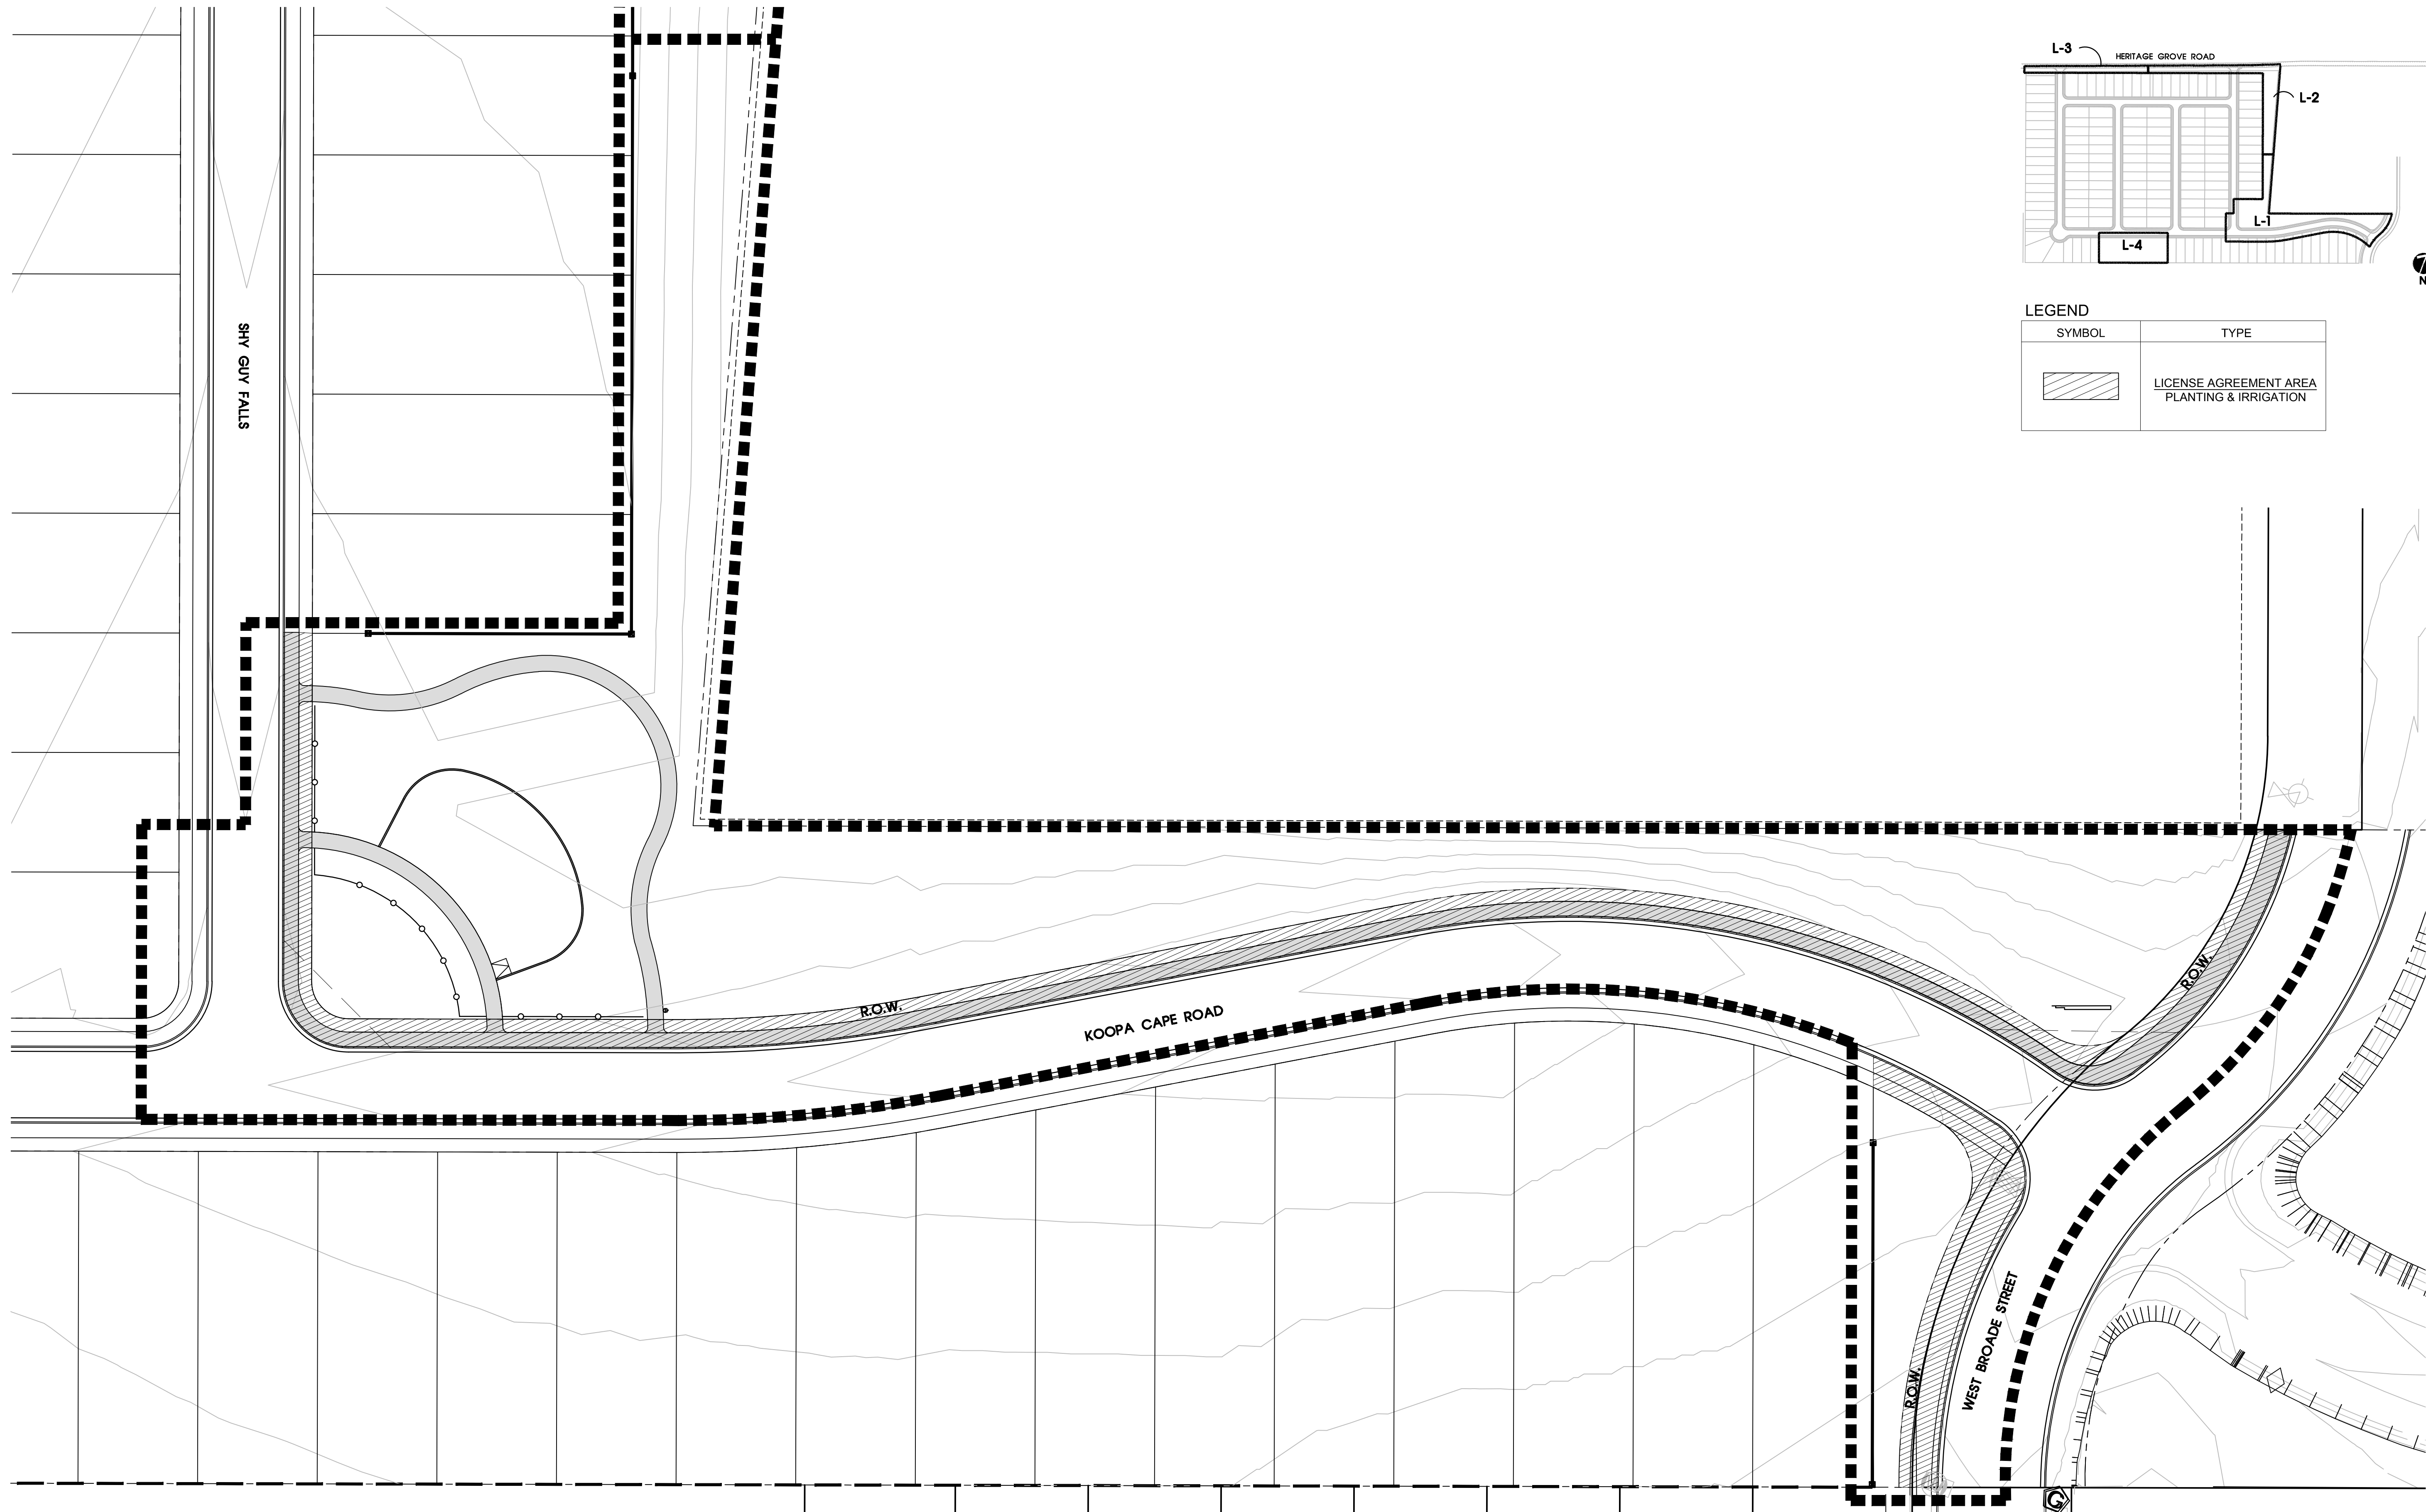 L-3
HERITAGE GROVE ROAD
L-2
L-1
L-4
N
LEGEND
SYMBOL
TYPE
LICENSE AGREEMENT AREA
PLANTING & IRRIGATION
SHY GUY FALLS
R.O.W.
KOOPA CAPE ROAD
R.O.W.
WEST BROADE STREET
R.O.W.
G